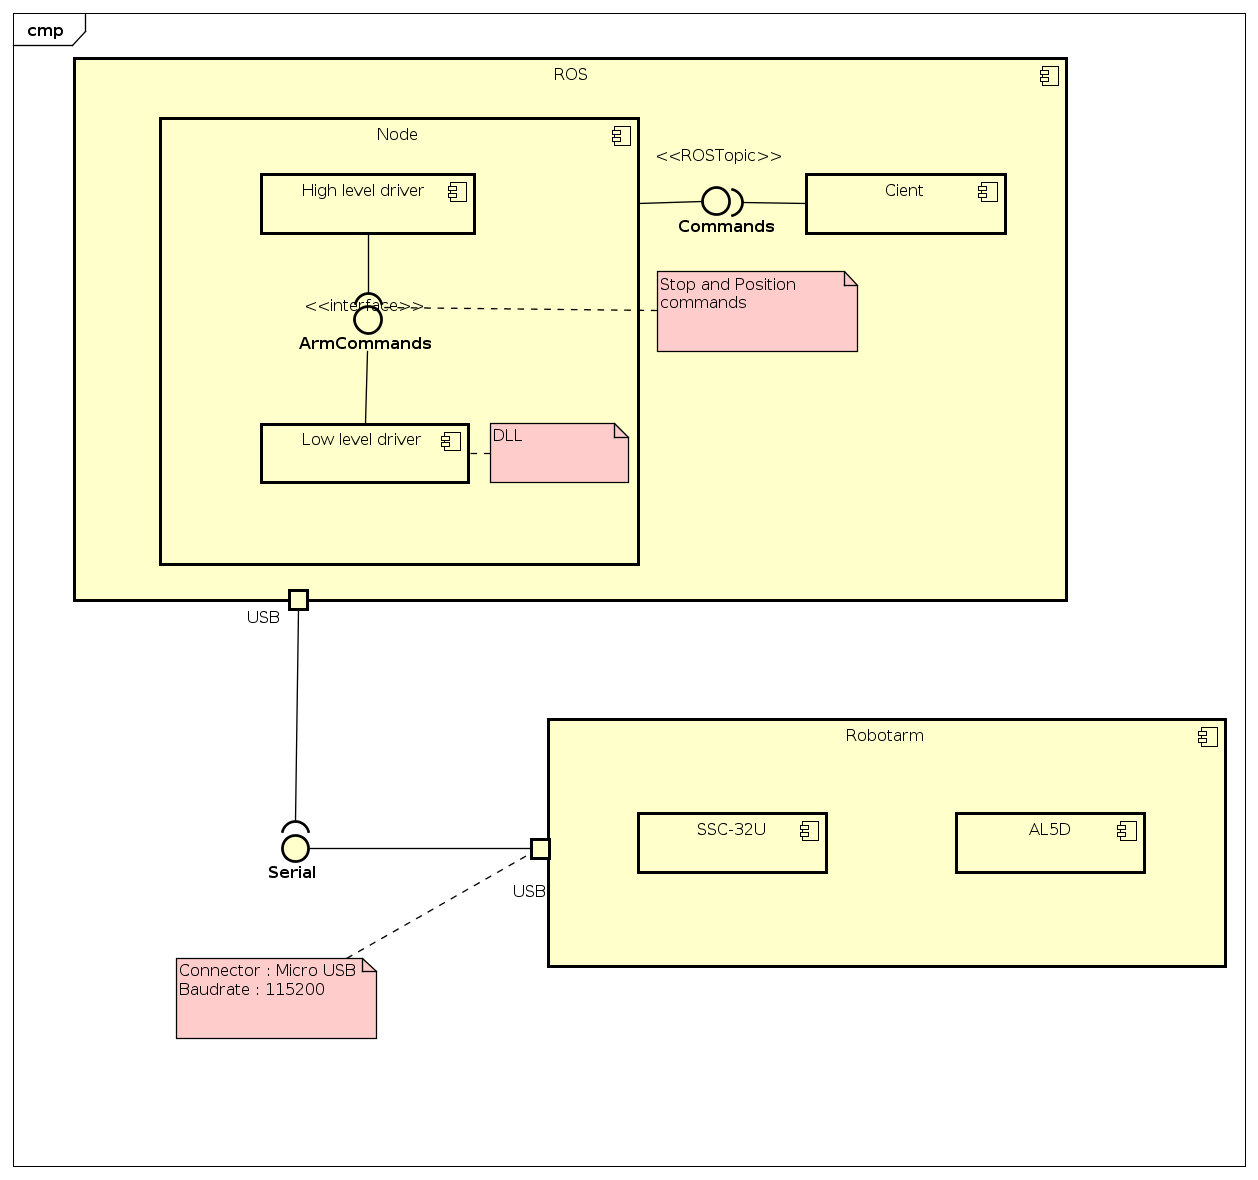 cmp
ROS
Node
<<ROSTopic>>
High level driver
Cient
Commands
Stop and Position
commands
<<interface>>
ArmCommands
Low level driver
DLL
USB
Robotarm
SSC-32U
AL5D
Serial
USB
Connector : Micro USB
Baudrate : 115200